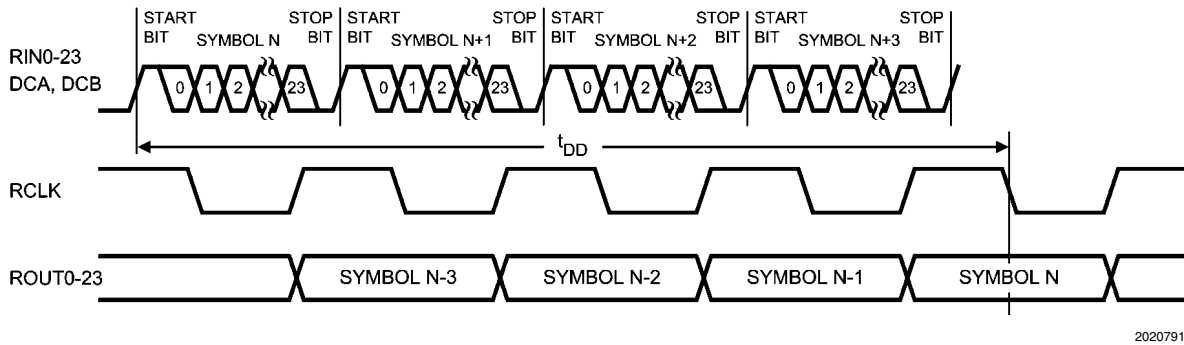 START STOP START STOP START STOP START STOP
BIT SYMBOL N BIT BIT SYMBOL N+1 BIT BIT SYMBOL N+2 BIT BIT SYMBOL N+3 BIT
RIN0-23
DCA, DCB
0 1 2 23 0 1 2 23 0 1 2 23 0 1 2 23
tDD
RCLK
ROUT0-23 SYMBOL N-3 SYMBOL N-2 SYMBOL N-1 SYMBOL N
2020791